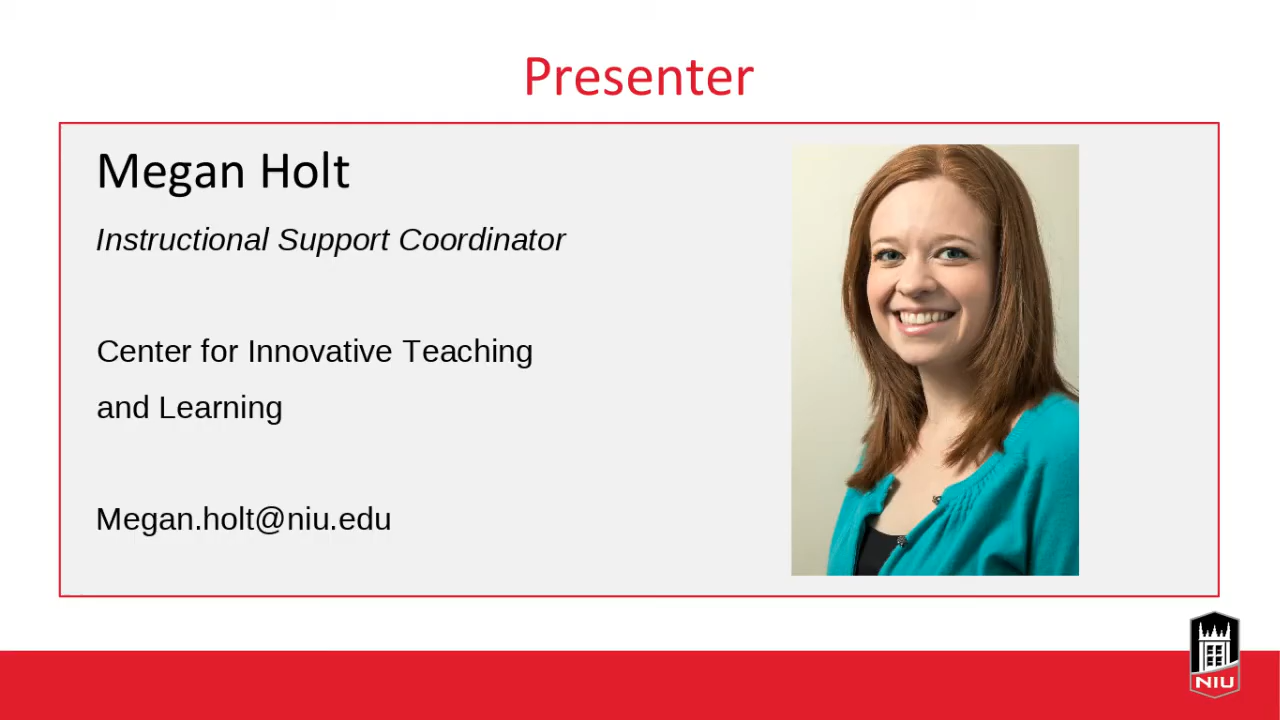 Presenter
Megan Holt
Instructional Support Coordinator
Center for Innovative Teaching
and Learning
Megan.holt@niu.edu
NIU